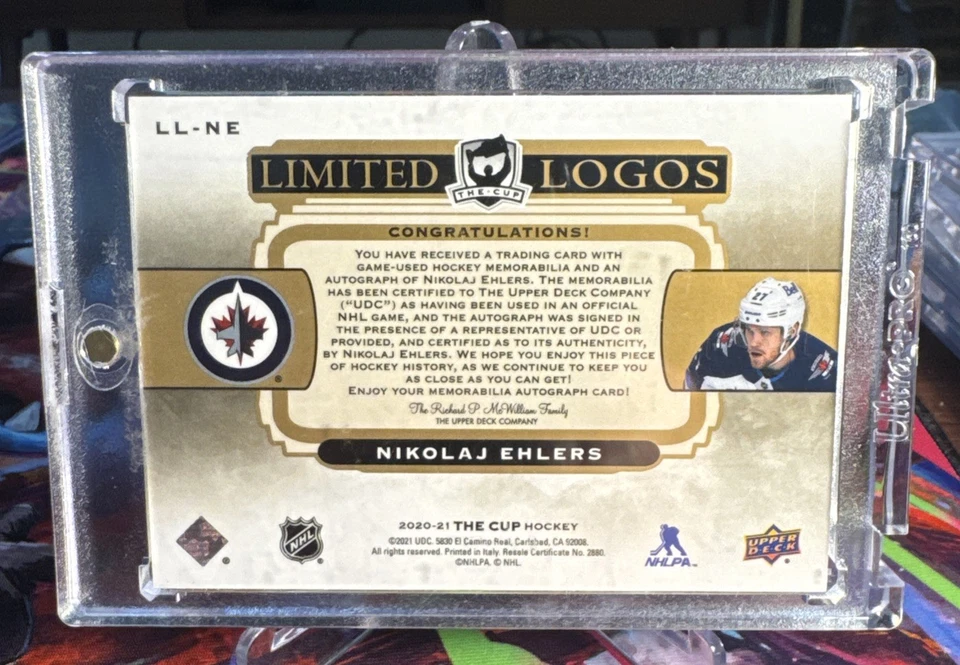 LL-NE
LIMITED THE·CUP LOGOS
CONGRATULATIONS!
YOU HAVE RECEIVED A TRADING CARD WITH
GAME-USED HOCKEY MEMORABILIA AND AN
AUTOGRAPH OF NIKOLAJ EHLERS. THE MEMORABILIA
HAS BEEN CERTIFIED TO THE UPPER DECK COMPANY
("UDC") AS HAVING BEEN USED IN AN OFFICIAL
NHL GAME, AND THE AUTOGRAPH WAS SIGNED IN
THE PRESENCE OF A REPRESENTATIVE OF UDC OR
PROVIDED, AND CERTIFIED AS TO ITS AUTHENTICITY,
BY NIKOLAJ EHLERS. WE HOPE YOU ENJOY THIS PIECE
OF HOCKEY HISTORY, AS WE CONTINUE TO KEEP YOU
AS CLOSE AS YOU CAN GET!
ENJOY YOUR MEMORABILIA AUTOGRAPH CARD!
The Richard P. McWilliam Family
THE UPPER DECK COMPANY
27
NIKOLAJ EHLERS
2020-21 THE CUP HOCKEY
©2021 UDC. 5830 El Camino Real, Carlsbad, CA 92008.
All rights reserved. Printed in Italy. Resale Certificate No. 2880.
©NHLPA. © NHL.
NHL
NHLPA™
UPPER
DECK
®
®
UltraPRO